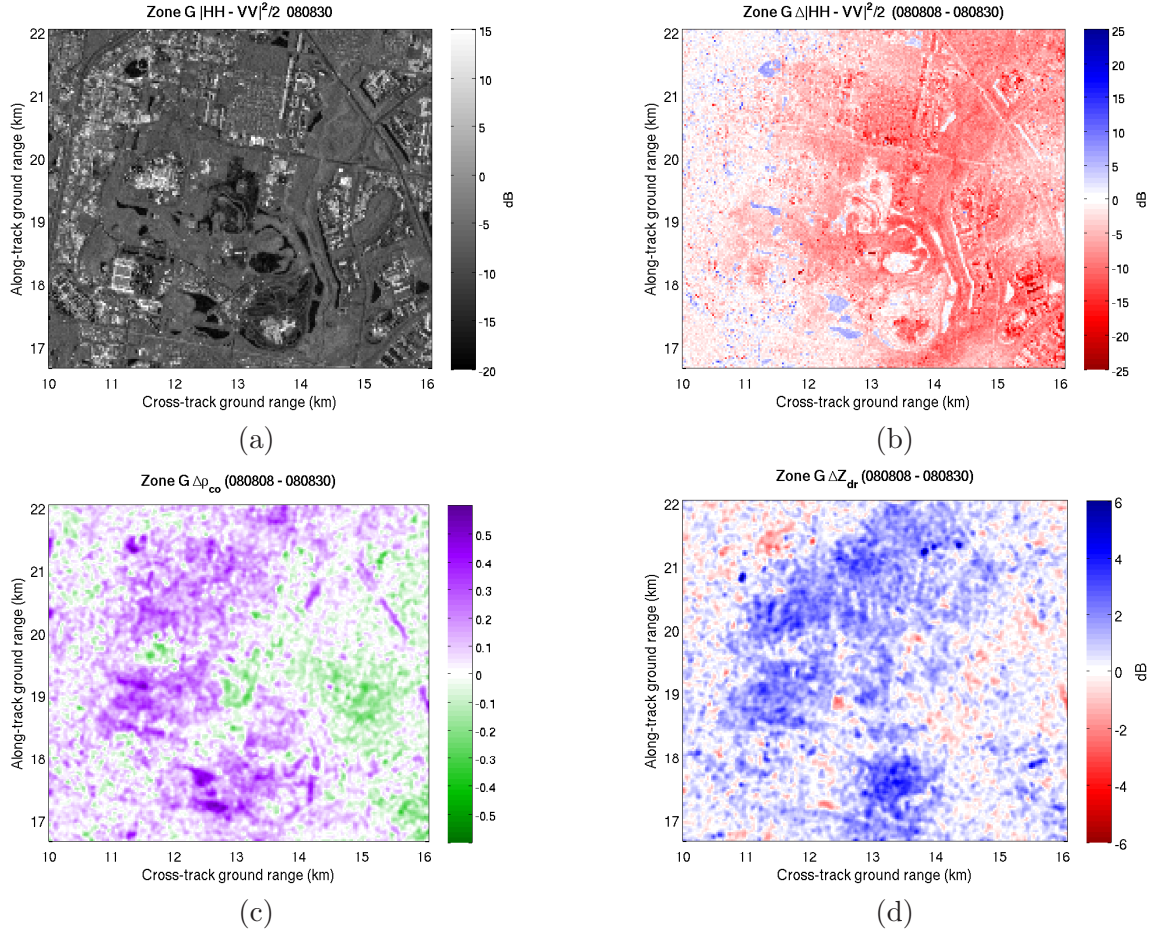 Zone G |HH - VV|²/2 080830
22
21
20
19
18
17
10 11 12 13 14 15 16
Along-track ground range (km)
Cross-track ground range (km)
15
10
5
0
-5
-10
-15
-20
dB
(a)
Zone G Δ|HH - VV|²/2 (080808 - 080830)
22
21
20
19
18
17
10 11 12 13 14 15 16
Along-track ground range (km)
Cross-track ground range (km)
25
20
15
10
5
0
-5
-10
-15
-20
-25
dB
(b)
Zone G Δρco (080808 - 080830)
22
21
20
19
18
17
10 11 12 13 14 15 16
Along-track ground range (km)
Cross-track ground range (km)
0.5
0.4
0.3
0.2
0.1
0
-0.1
-0.2
-0.3
-0.4
-0.5
(c)
Zone G ΔZdr (080808 - 080830)
22
21
20
19
18
17
10 11 12 13 14 15 16
Along-track ground range (km)
Cross-track ground range (km)
6
4
2
0
-2
-4
-6
dB
(d)